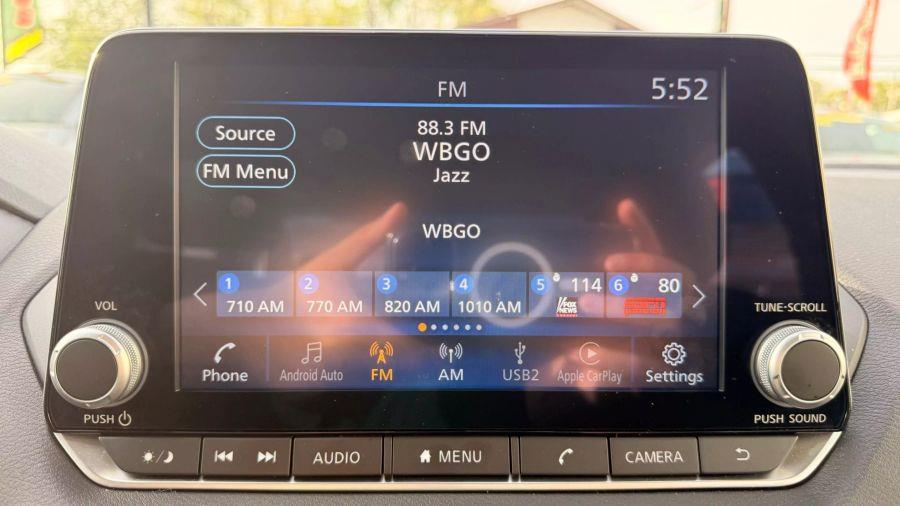 FM
5:52
Source
88.3 FM
WBGO
FM Menu
Jazz
WBGO
1 710 AM
2 770 AM
3 820 AM
4 1010 AM
5 114 FOX NEWS
6 80
VOL
TUNE·SCROLL
Phone
Android Auto
FM
AM
USB2
Apple CarPlay
Settings
PUSH
PUSH SOUND
AUDIO
MENU
CAMERA